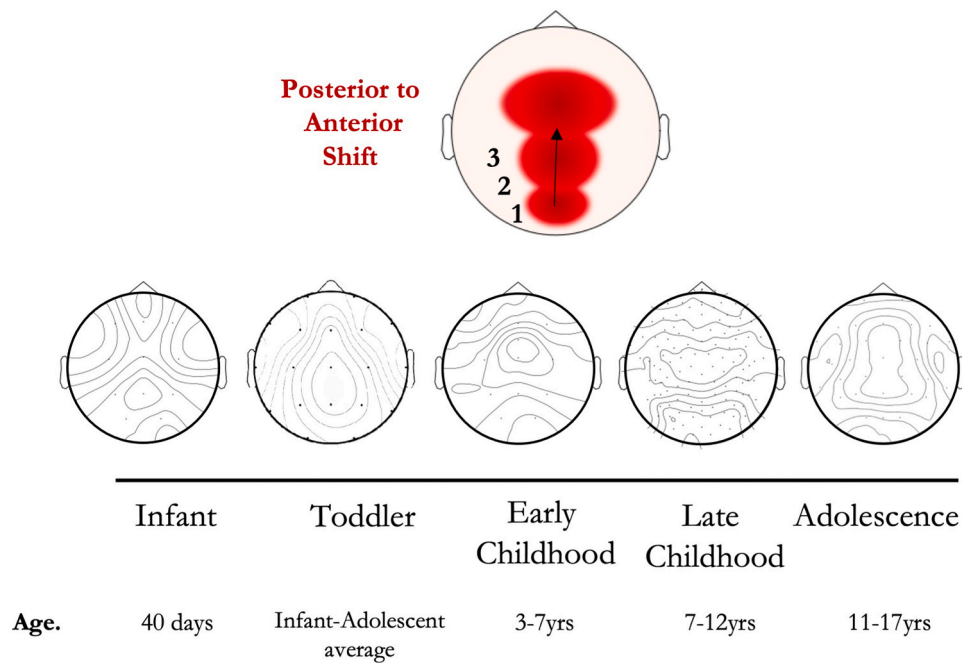 Posterior to
Anterior
Shift
3
2
1
Infant
Toddler
Early
Childhood
Late
Childhood
Adolescence
Age.
40 days
Infant-Adolescent
average
3-7yrs
7-12yrs
11-17yrs